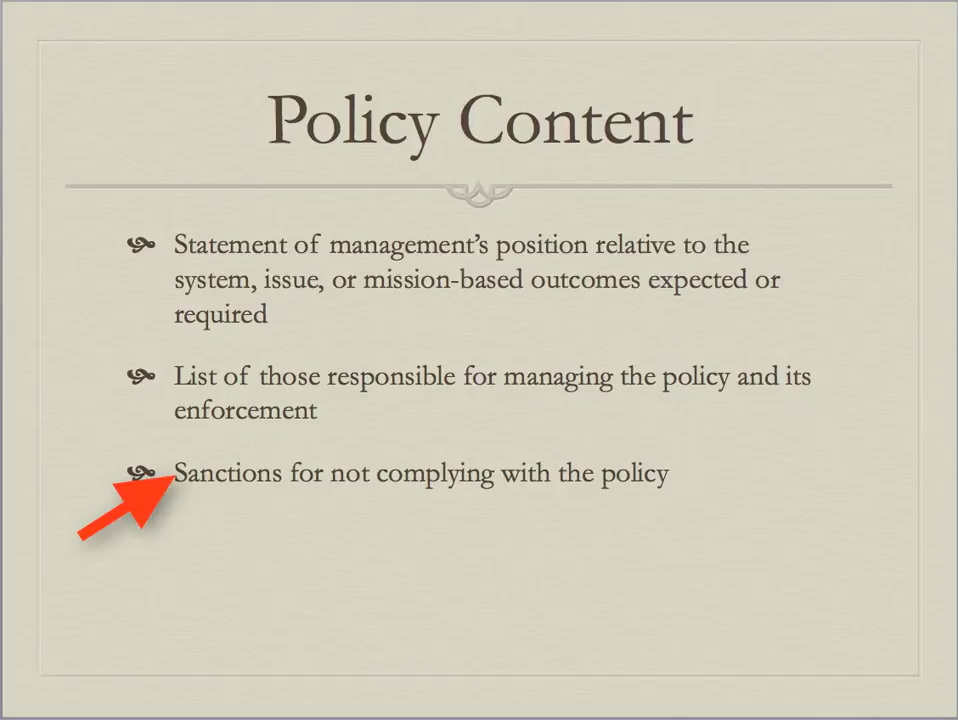 Policy Content
Statement of management's position relative to the
system, issue, or mission-based outcomes expected or
required
List of those responsible for managing the policy and its
enforcement
Sanctions for not complying with the policy